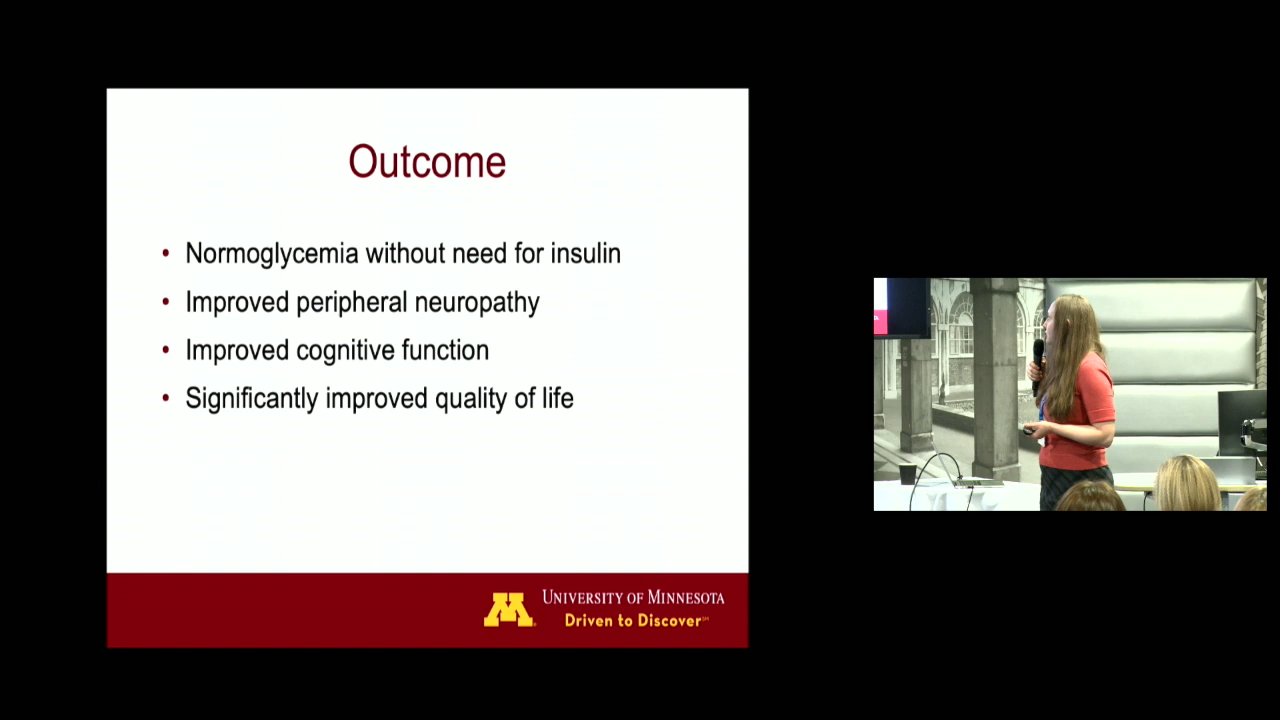 Outcome
• Normoglycemia without need for insulin
• Improved peripheral neuropathy
• Improved cognitive function
• Significantly improved quality of life
UNIVERSITY OF MINNESOTA
Driven to Discover℠